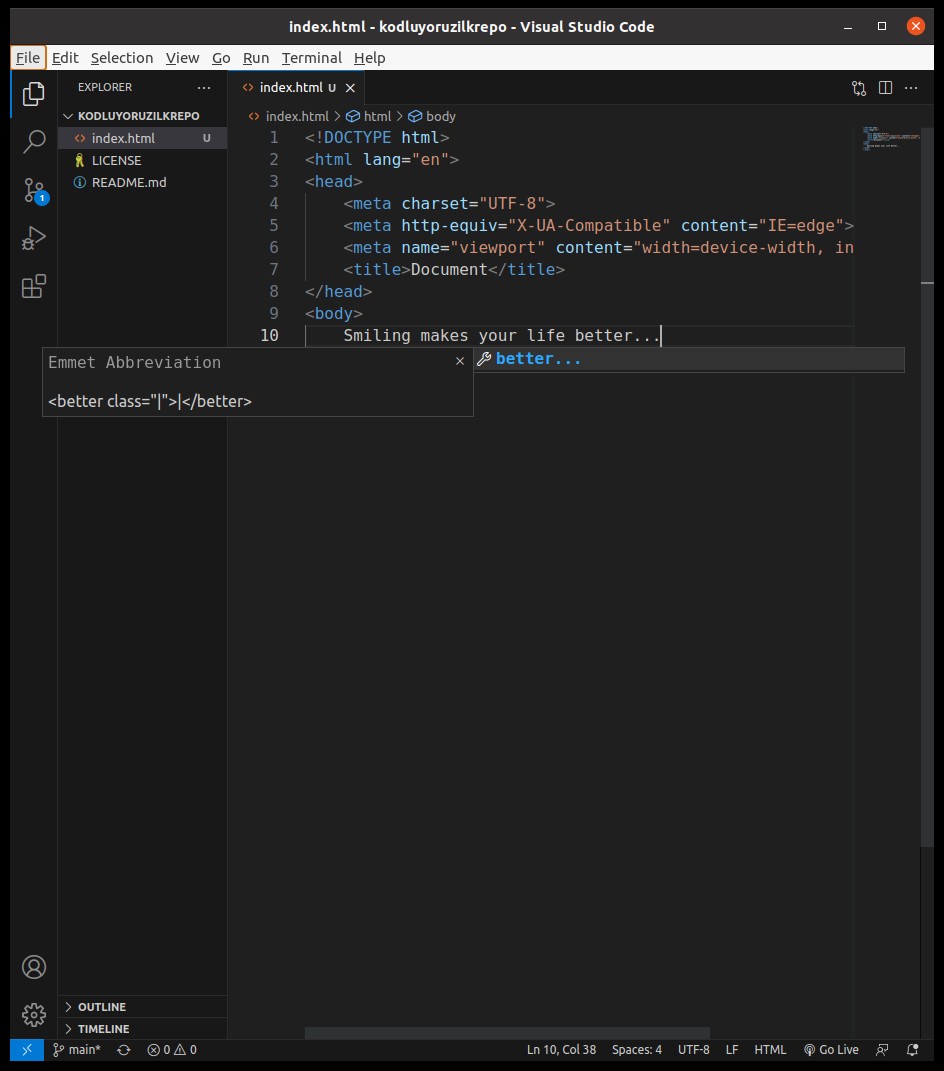 index.html - kodluyoruzilkrepo - Visual Studio Code
File Edit Selection View Go Run Terminal Help
EXPLORER
index.html U
KODLUYORUZILKREPO
index.html U
LICENSE
README.md
index.html > html > body
1 <!DOCTYPE html>
2 <html lang="en">
3 <head>
4 <meta charset="UTF-8">
5 <meta http-equiv="X-UA-Compatible" content="IE=edge">
6 <meta name="viewport" content="width=device-width, in
7 <title>Document</title>
8 </head>
9 <body>
10 Smiling makes your life better...
Emmet Abbreviation
better...
<better class="|">|</better>
1
OUTLINE
TIMELINE
main* 0 0 Ln 10, Col 38 Spaces: 4 UTF-8 LF HTML Go Live